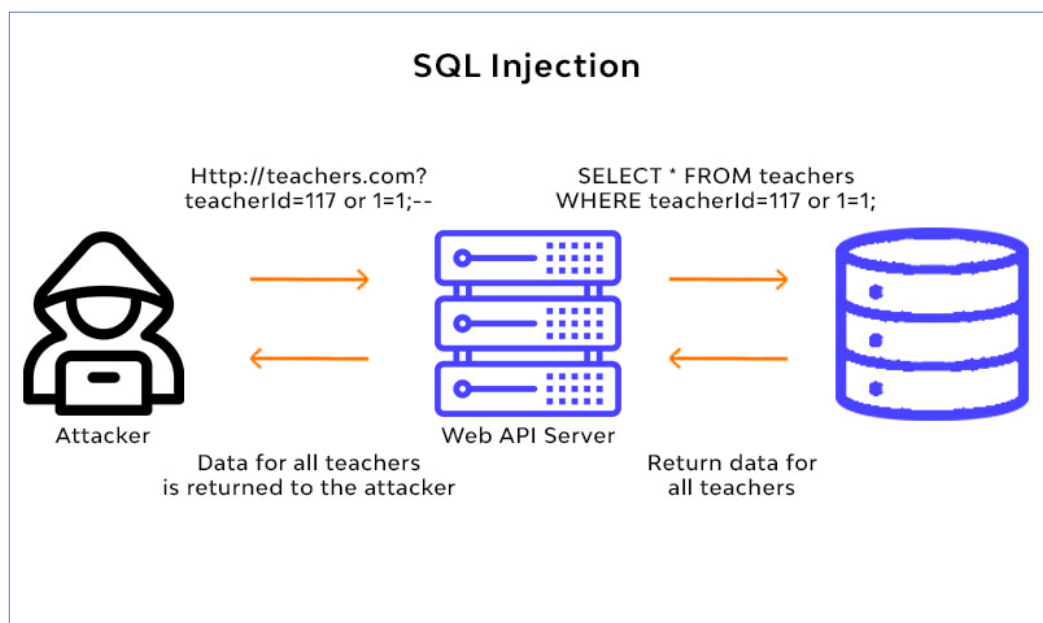 SQL Injection
Http://teachers.com?
teacherId=117 or 1=1;--
SELECT * FROM teachers
WHERE teacherId=117 or 1=1;
Attacker
Web API Server
Data for all teachers
is returned to the attacker
Return data for
all teachers